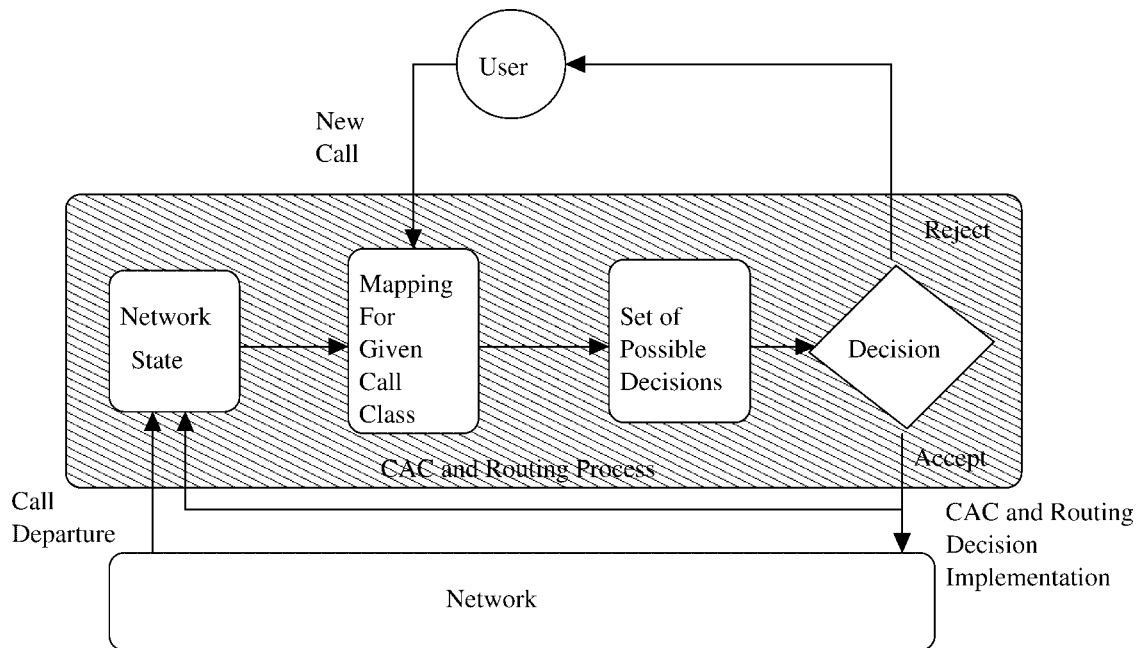 User
New
Call
Reject
Network
State
Mapping
For
Given
Call
Class
Set of
Possible
Decisions
Decision
CAC and Routing Process
Accept
Call
Departure
CAC and Routing
Decision
Implementation
Network